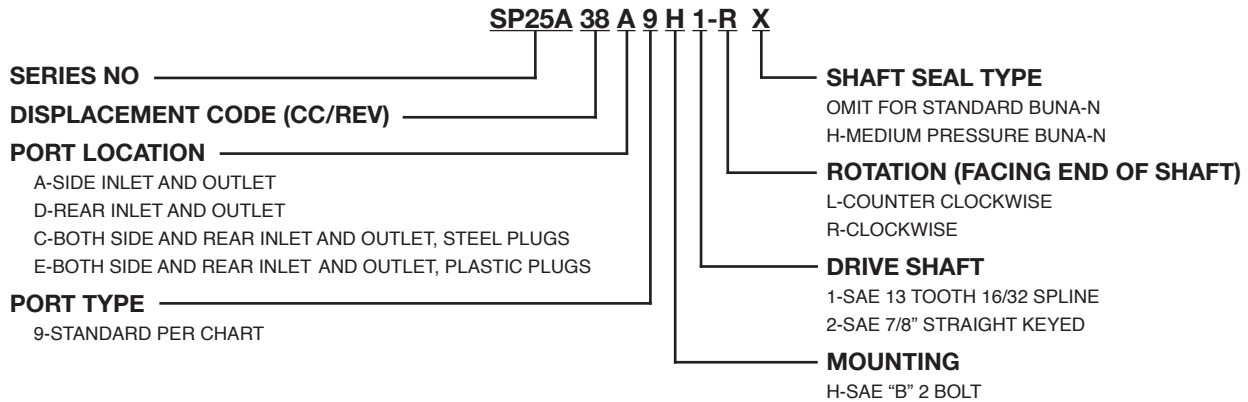 SP25A 38 A 9 H 1-R X
SERIES NO
DISPLACEMENT CODE (CC/REV)
PORT LOCATION
A-SIDE INLET AND OUTLET
D-REAR INLET AND OUTLET
C-BOTH SIDE AND REAR INLET AND OUTLET, STEEL PLUGS
E-BOTH SIDE AND REAR INLET AND OUTLET, PLASTIC PLUGS
PORT TYPE
9-STANDARD PER CHART
SHAFT SEAL TYPE
OMIT FOR STANDARD BUNA-N
H-MEDIUM PRESSURE BUNA-N
ROTATION (FACING END OF SHAFT)
L-COUNTER CLOCKWISE
R-CLOCKWISE
DRIVE SHAFT
1-SAE 13 TOOTH 16/32 SPLINE
2-SAE 7/8” STRAIGHT KEYED
MOUNTING
H-SAE “B” 2 BOLT